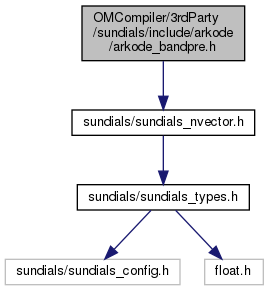 OMCompiler/3rdParty
/sundials/include/arkode
/arkode_bandpre.h
sundials/sundials_nvector.h
sundials/sundials_types.h
sundials/sundials_config.h
float.h